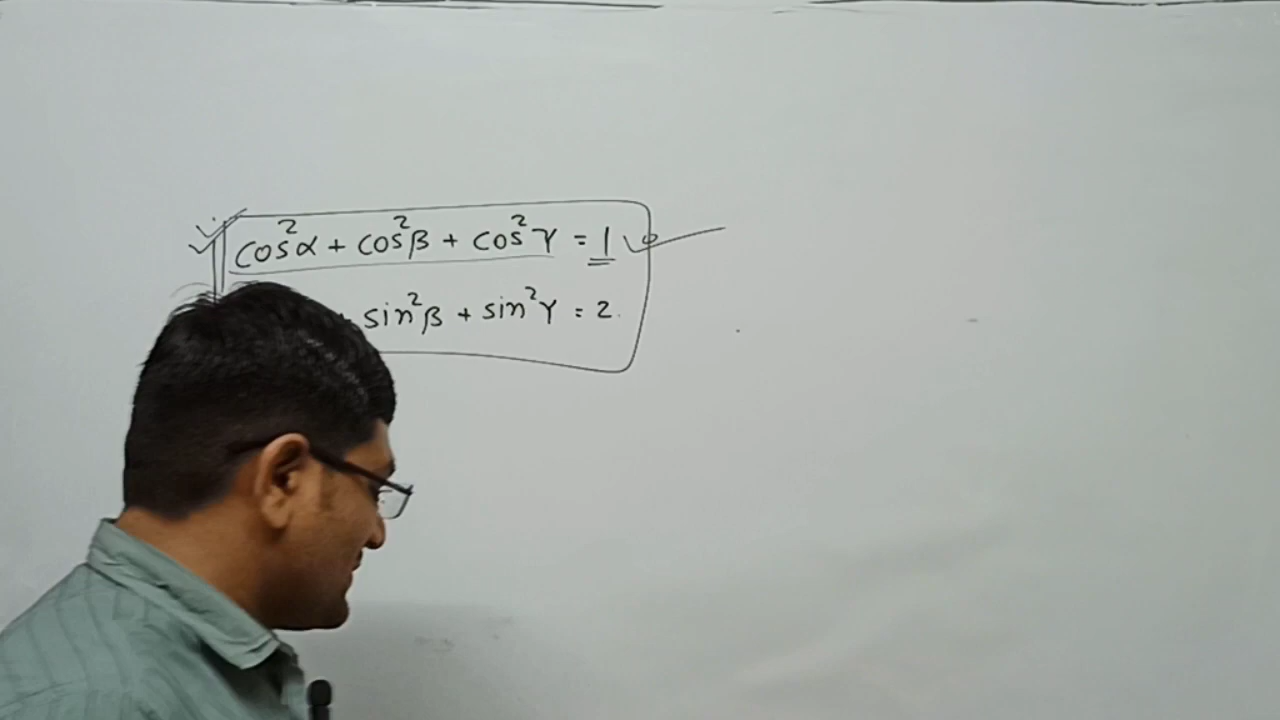 cos²α + cos²β + cos²γ = 1
+ sin²β + sin²γ = 2.